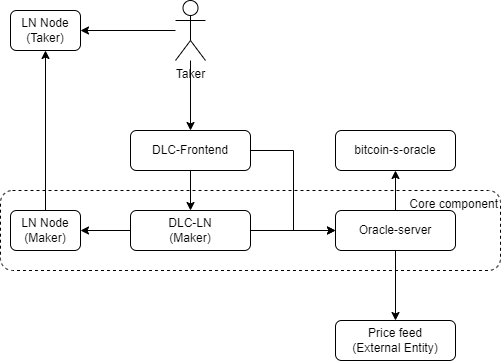 LN Node
(Taker)
Taker
DLC-Frontend
bitcoin-s-oracle
Core component
LN Node
(Maker)
DLC-LN
(Maker)
Oracle-server
Price feed
(External Entity)